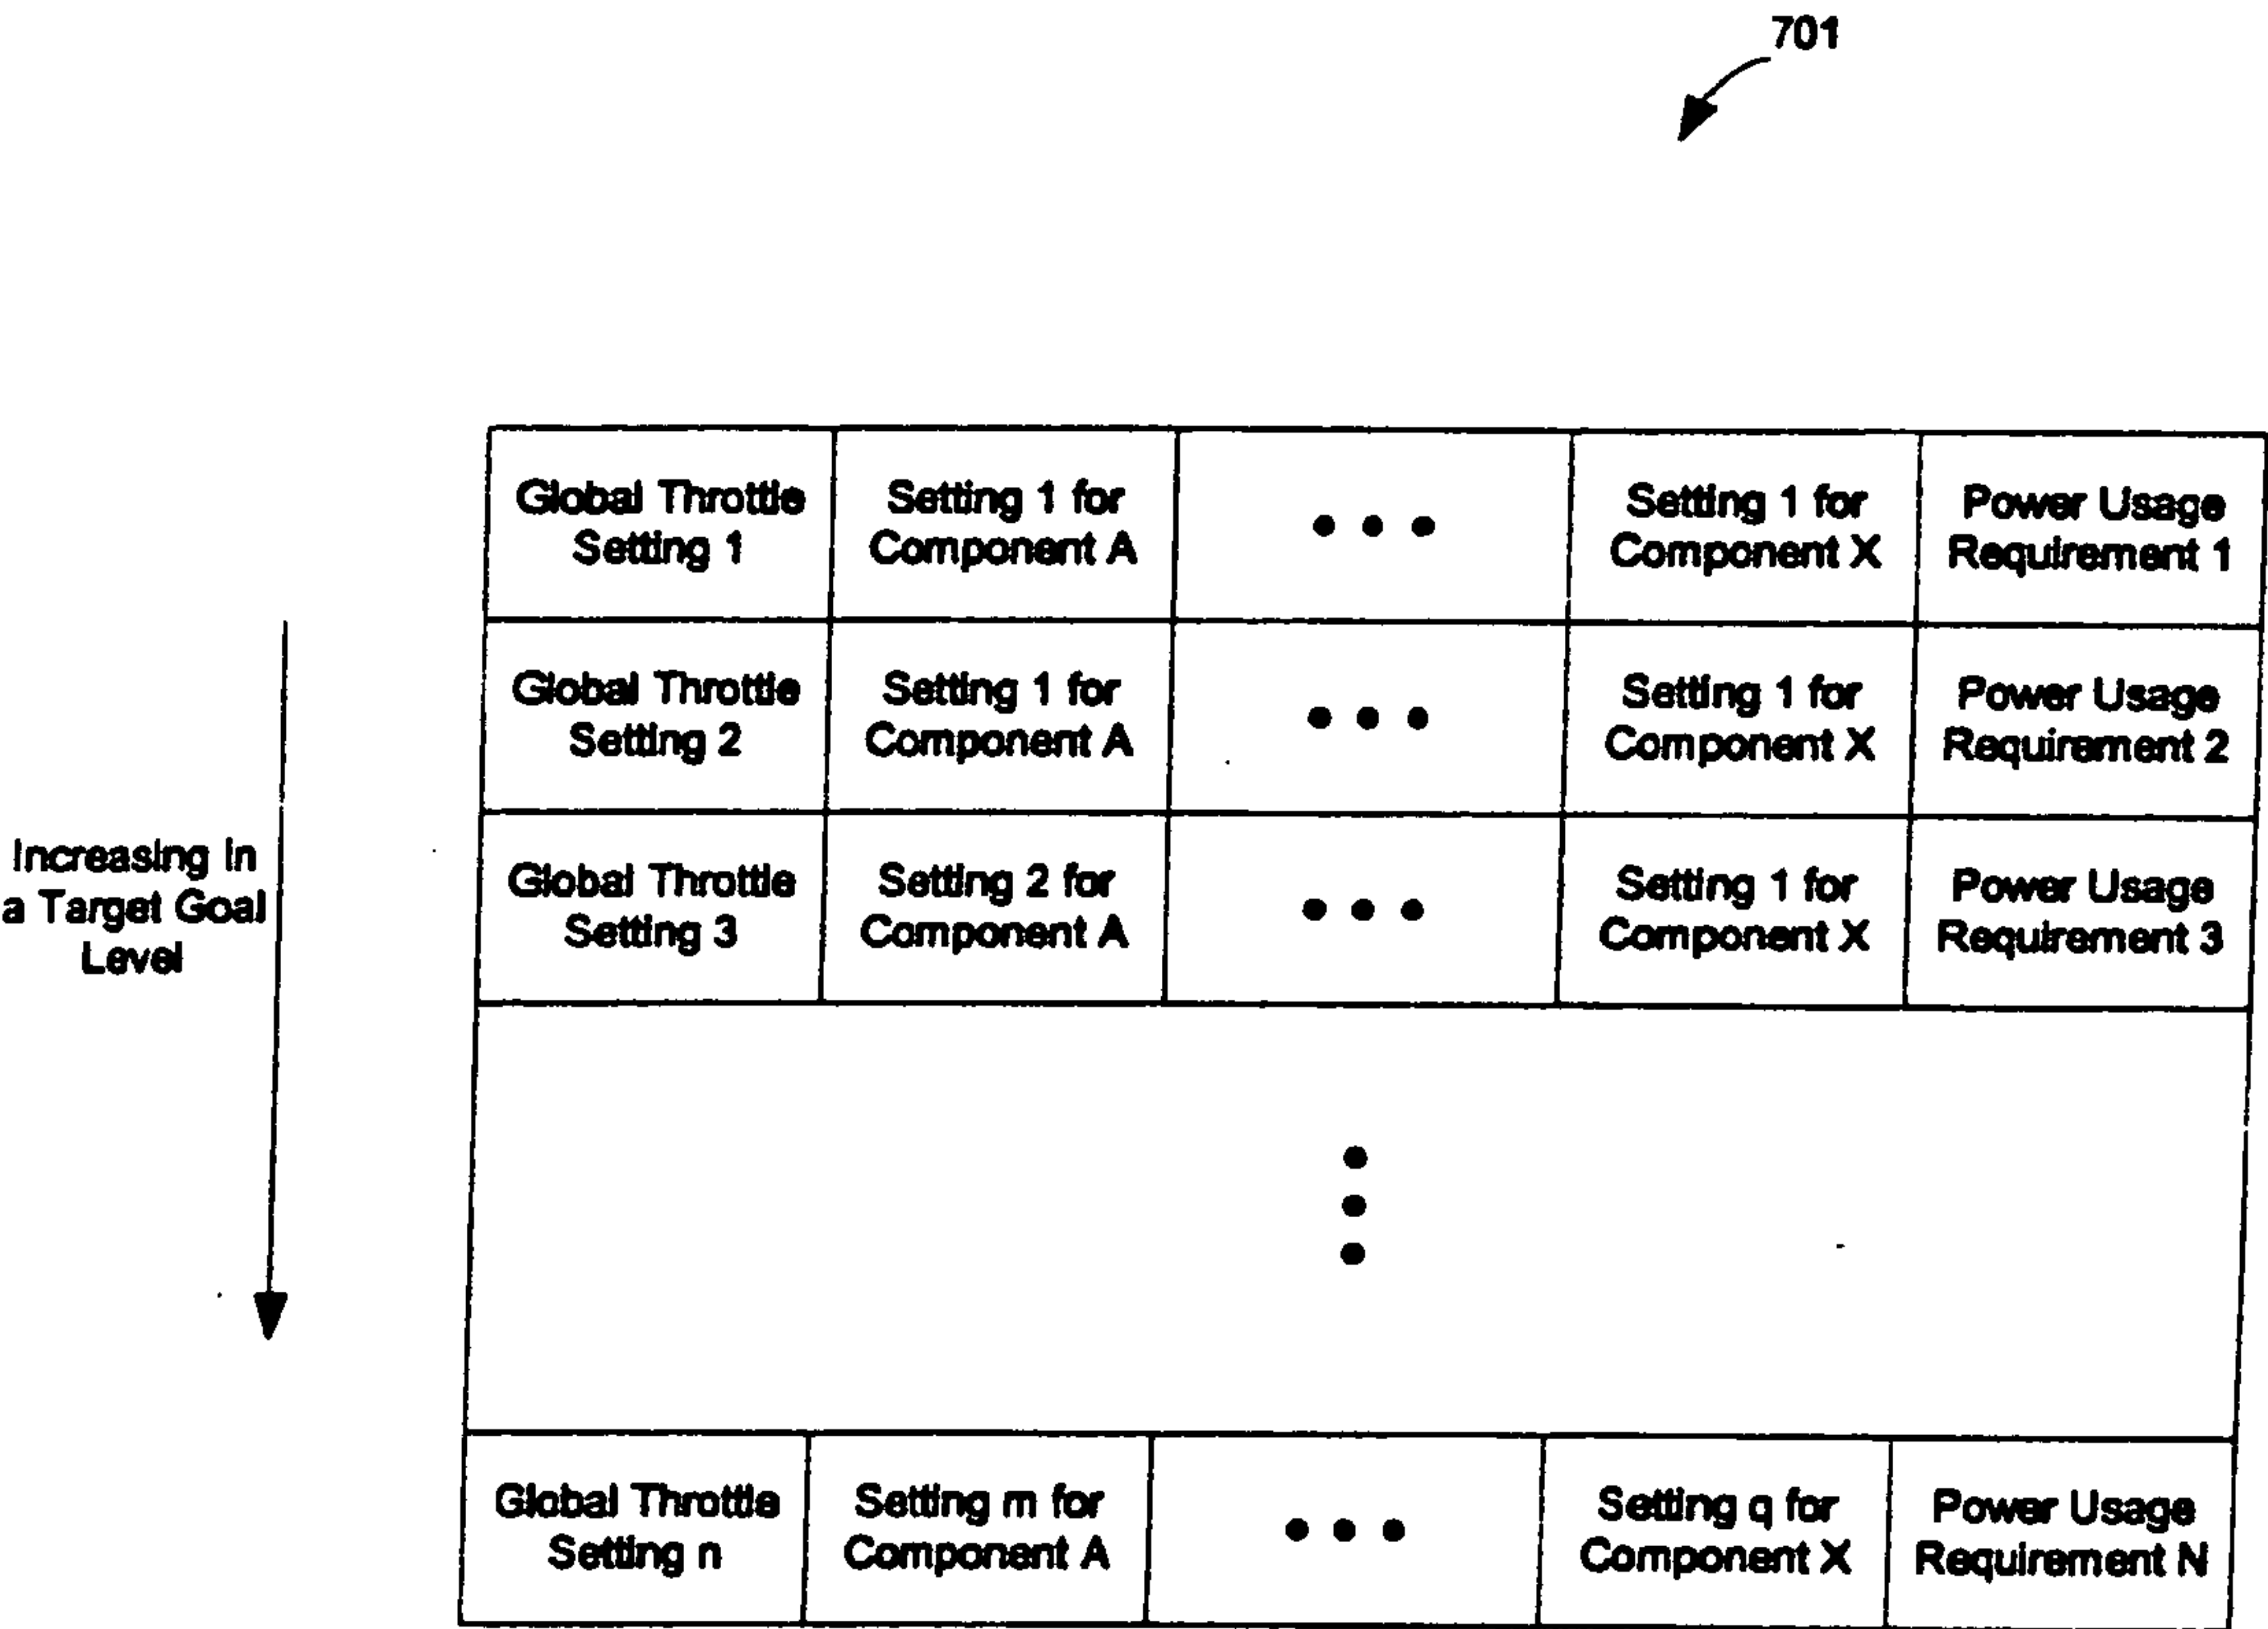 701
Global Throttle
Setting 1
Setting 1 for
Component A
Setting 1 for
Component X
Power Usage
Requirement 1
Global Throttle
Setting 2
Setting 1 for
Component A
Setting 1 for
Component X
Power Usage
Requirement 2
Increasing in
a Target Goal
Level
Global Throttle
Setting 3
Setting 2 for
Component A
Setting 1 for
Component X
Power Usage
Requirement 3
Global Throttle
Setting n
Setting m for
Component A
Setting q for
Component X
Power Usage
Requirement N